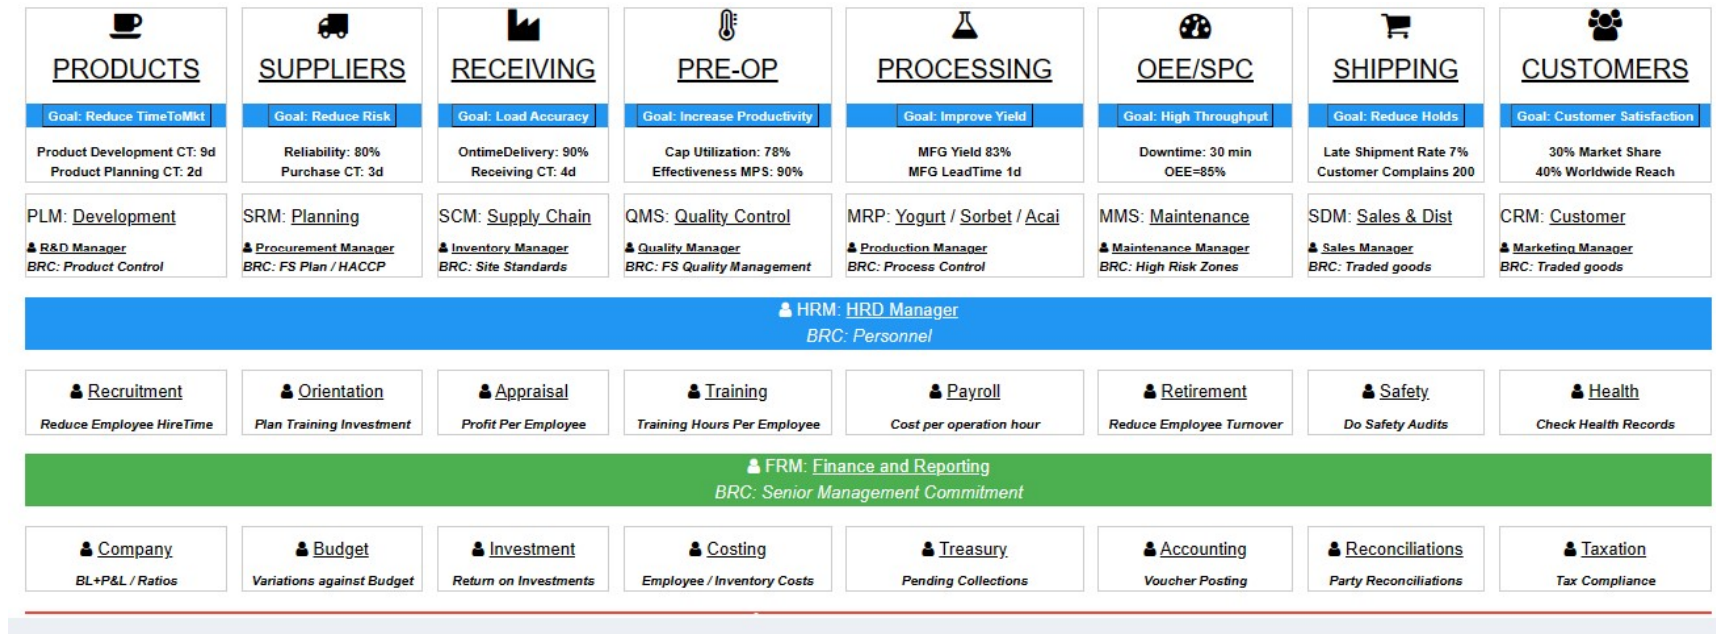 PRODUCTS
Goal: Reduce TimeToMkt
Product Development CT: 9d
Product Planning CT: 2d
SUPPLIERS
Goal: Reduce Risk
Reliability: 80%
Purchase CT: 3d
RECEIVING
Goal: Load Accuracy
OntimeDelivery: 90%
Receiving CT: 4d
PRE-OP
Goal: Increase Productivity
Cap Utilization: 78%
Effectiveness MPS: 90%
PROCESSING
Goal: Improve Yield
MFG Yield 83%
MFG LeadTime 1d
OEE/SPC
Goal: High Throughput
Downtime: 30 min
OEE=85%
SHIPPING
Goal: Reduce Holds
Late Shipment Rate 7%
Customer Complains 200
CUSTOMERS
Goal: Customer Satisfaction
30% Market Share
40% Worldwide Reach
PLM: Development
R&D Manager
BRC: Product Control
SRM: Planning
Procurement Manager
BRC: FS Plan / HACCP
SCM: Supply Chain
Inventory Manager
BRC: Site Standards
QMS: Quality Control
Quality Manager
BRC: FS Quality Management
MRP: Yogurt / Sorbet / Acai
Production Manager
BRC: Process Control
MMS: Maintenance
Maintenance Manager
BRC: High Risk Zones
SDM: Sales & Dist
Sales Manager
BRC: Traded goods
CRM: Customer
Marketing Manager
BRC: Traded goods
HRM: HRD Manager
BRC: Personnel
Recruitment
Reduce Employee HireTime
Orientation
Plan Training Investment
Appraisal
Profit Per Employee
Training
Training Hours Per Employee
Payroll
Cost per operation hour
Retirement
Reduce Employee Turnover
Safety
Do Safety Audits
Health
Check Health Records
FRM: Finance and Reporting
BRC: Senior Management Commitment
Company
BL+P&L / Ratios
Budget
Variations against Budget
Investment
Return on Investments
Costing
Employee / Inventory Costs
Treasury
Pending Collections
Accounting
Voucher Posting
Reconciliations
Party Reconciliations
Taxation
Tax Compliance